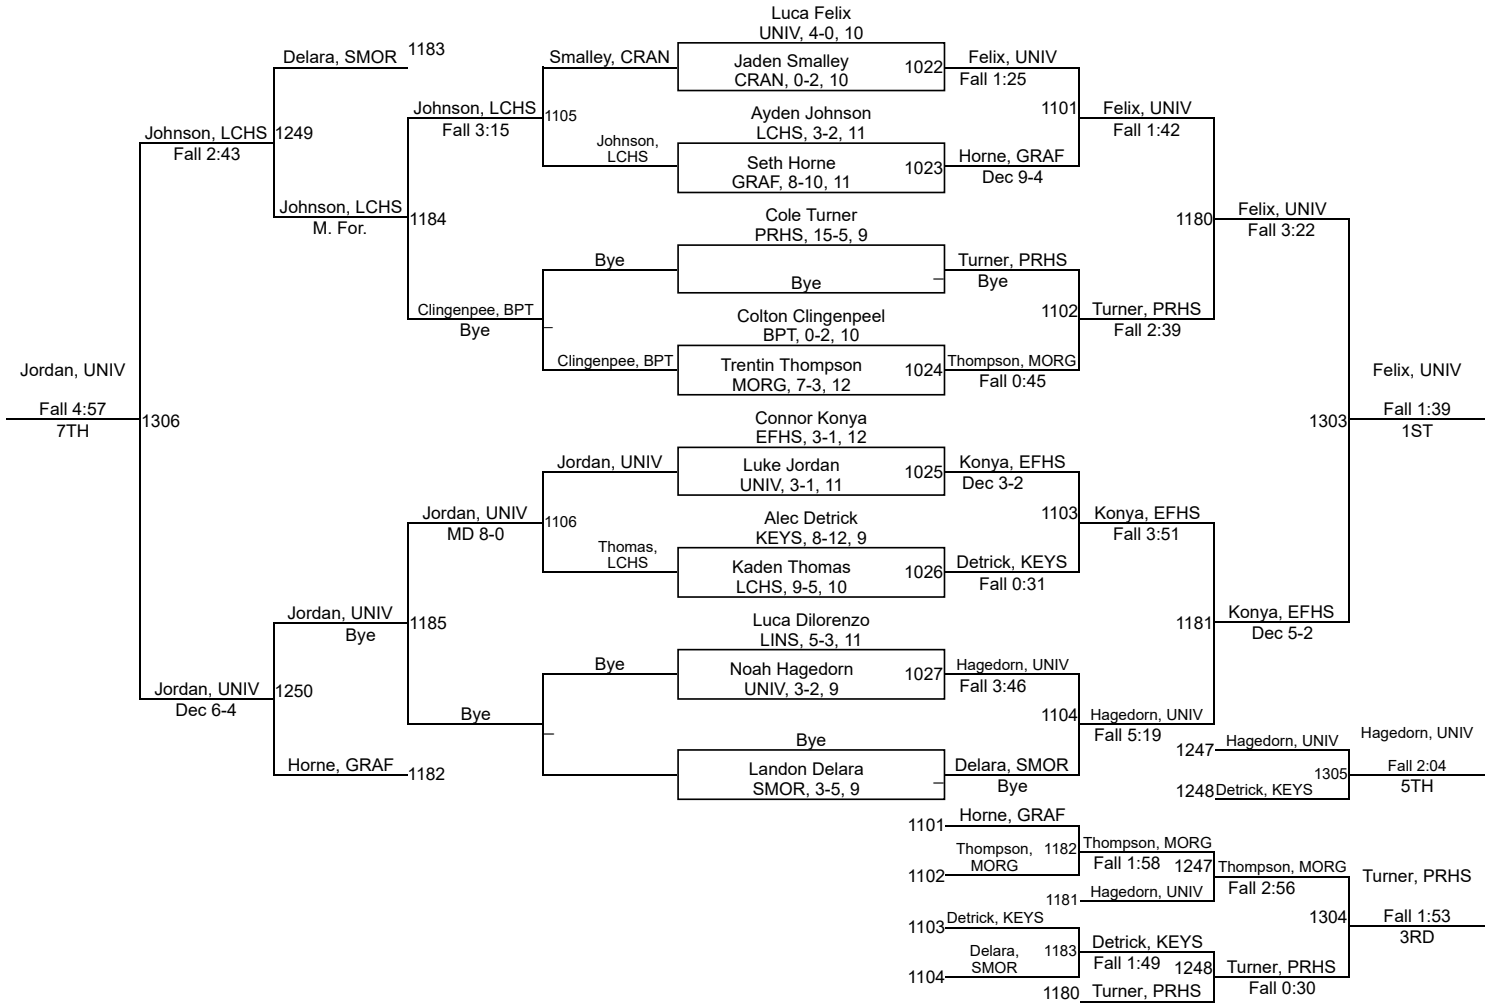 Luca Felix
UNIV, 4-0, 10
Delara, SMOR
1183
Smalley, CRAN
Jaden Smalley
CRAN, 0-2, 10
1022
Felix, UNIV
Fall 1:25
Johnson, LCHS
Fall 3:15
1105
Ayden Johnson
LCHS, 3-2, 11
1101
Felix, UNIV
Fall 1:42
Johnson, LCHS
Fall 2:43
1249
Johnson,
LCHS
Seth Horne
GRAF, 8-10, 11
1023
Horne, GRAF
Dec 9-4
Johnson, LCHS
M. For.
1184
Cole Turner
PRHS, 15-5, 9
1180
Felix, UNIV
Fall 3:22
Bye
Bye
Turner, PRHS
Bye
Clingenpee, BPT
Bye
Colton Clingenpeel
BPT, 0-2, 10
1102
Turner, PRHS
Fall 2:39
Clingenpee, BPT
Trentin Thompson
MORG, 7-3, 12
1024
Thompson, MORG
Fall 0:45
Jordan, UNIV
Fall 4:57
7TH
1306
Felix, UNIV
1303
Fall 1:39
1ST
Connor Konya
EFHS, 3-1, 12
Jordan, UNIV
Luke Jordan
UNIV, 3-1, 11
1025
Konya, EFHS
Dec 3-2
Jordan, UNIV
MD 8-0
1106
Alec Detrick
KEYS, 8-12, 9
1103
Konya, EFHS
Fall 3:51
Thomas,
LCHS
Kaden Thomas
LCHS, 9-5, 10
1026
Detrick, KEYS
Fall 0:31
Jordan, UNIV
Bye
1185
Luca Dilorenzo
LINS, 5-3, 11
1181
Konya, EFHS
Dec 5-2
Bye
Noah Hagedorn
UNIV, 3-2, 9
1027
Hagedorn, UNIV
Fall 3:46
Jordan, UNIV
Dec 6-4
1250
Bye
1104
Hagedorn, UNIV
Fall 5:19
Bye
Horne, GRAF
1182
Landon Delara
SMOR, 3-5, 9
Delara, SMOR
Bye
1247
Hagedorn, UNIV
1248
Detrick, KEYS
1305
Hagedorn, UNIV
Fall 2:04
5TH
1101
Horne, GRAF
1102
Thompson,
MORG
1182
Thompson, MORG
Fall 1:58
1181
Hagedorn, UNIV
1247
Thompson, MORG
Fall 2:56
1103
Detrick, KEYS
1104
Delara,
SMOR
1183
Detrick, KEYS
Fall 1:49
1180
Turner, PRHS
1248
Turner, PRHS
Fall 0:30
1304
Turner, PRHS
Fall 1:53
3RD